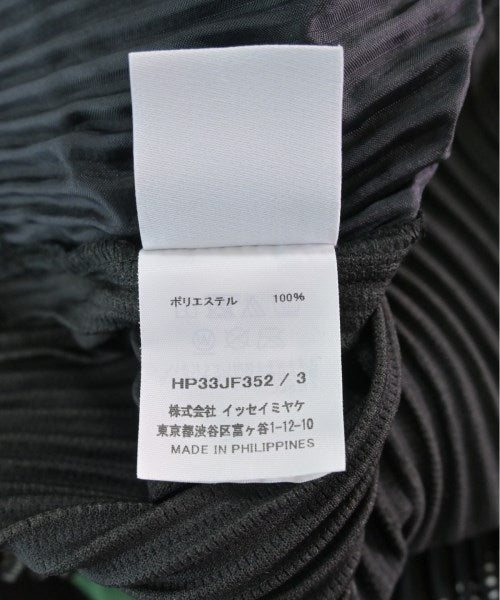 ポリエステル 100%
HP33JF352 / 3
株式会社 イッセイミヤケ
東京都渋谷区富ヶ谷1-12-10
MADE IN PHILIPPINES